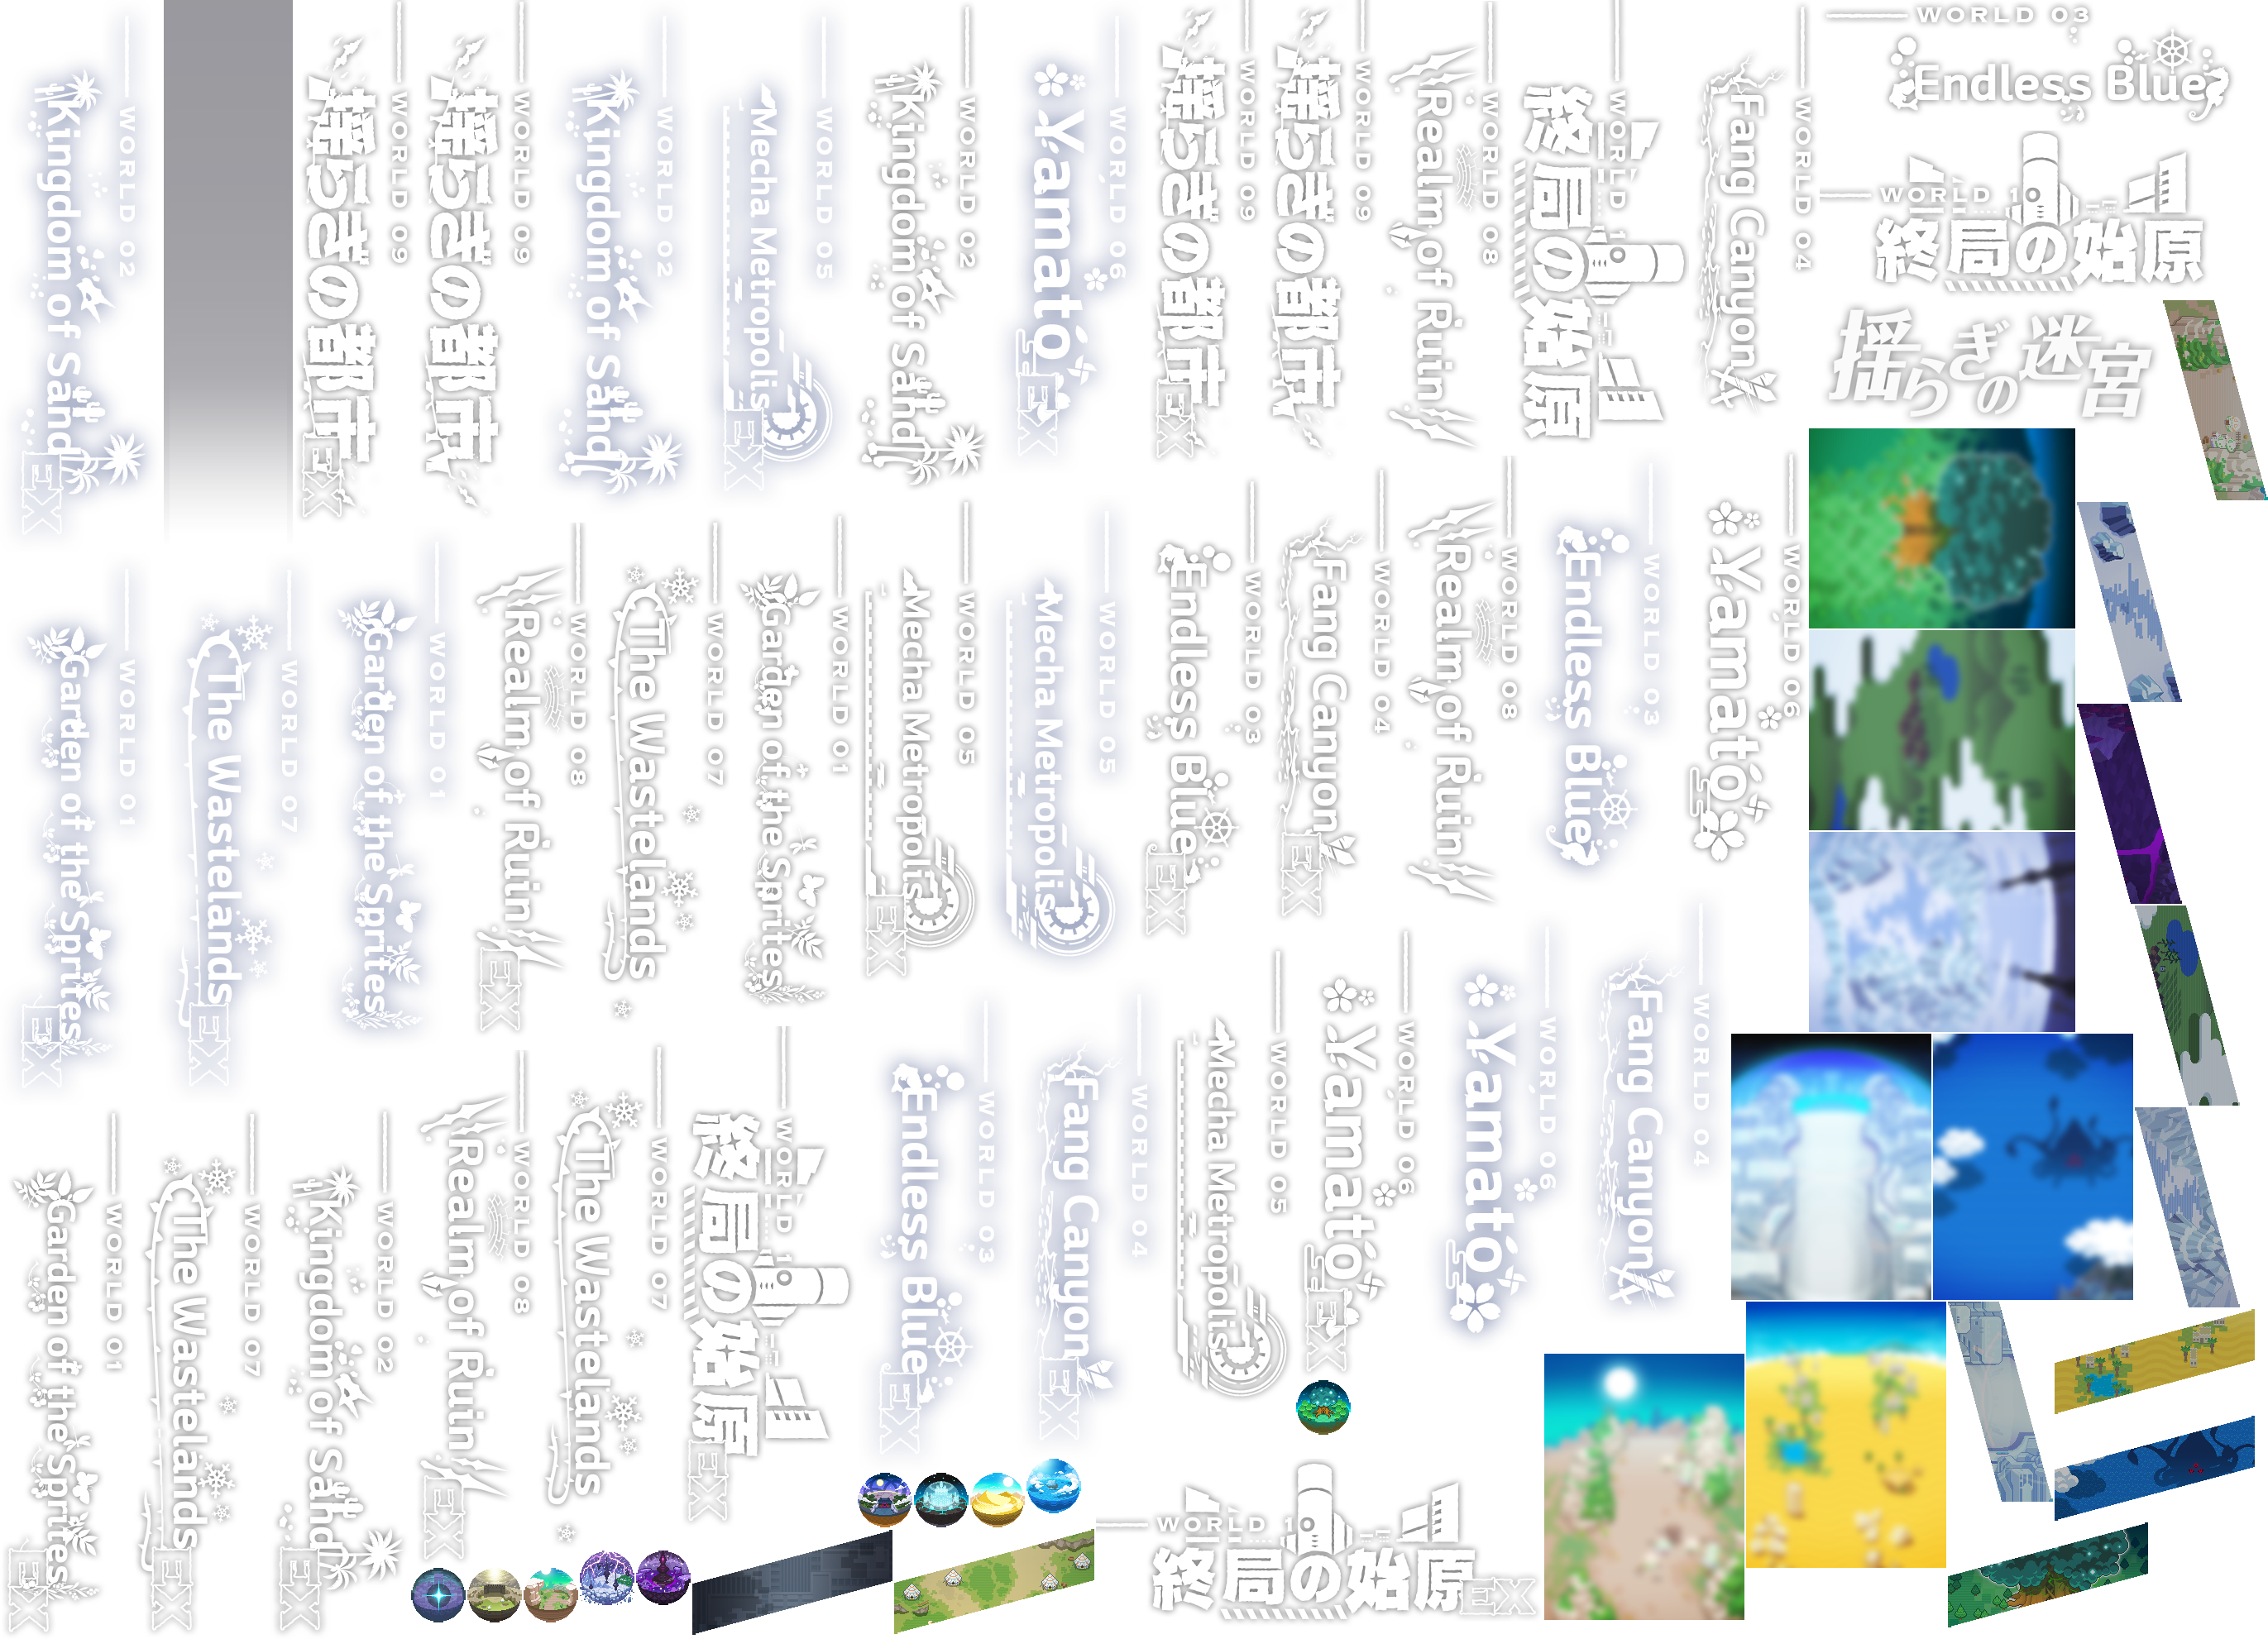 WORLD 02
Kingdom of Sand
EX
WORLD 09
揺らぎの都市
EX
WORLD 09
揺らぎの都市
WORLD 02
Kingdom of Sand
WORLD 05
Mecha Metropolis
EX
WORLD 02
Kingdom of Sand
WORLD 06
Yamato
EX
WORLD 09
揺らぎの都市
EX
WORLD 09
揺らぎの都市
WORLD 08
Realm of Ruin
WORLD 10
終局の始原
WORLD 04
Fang Canyon
WORLD 03
Endless Blue
WORLD 10
終局の始原
揺らぎの迷宮
WORLD 01
Garden of the Sprites
EX
WORLD 07
The Wastelands
EX
WORLD 01
Garden of the Sprites
WORLD 08
Realm of Ruin
EX
WORLD 07
The Wastelands
WORLD 01
Garden of the Sprites
WORLD 05
Mecha Metropolis
EX
WORLD 05
Mecha Metropolis
WORLD 03
Endless Blue
EX
WORLD 04
Fang Canyon
EX
WORLD 08
Realm of Ruin
WORLD 03
Endless Blue
WORLD 06
Yamato
WORLD 01
Garden of the Sprites
EX
WORLD 07
The Wastelands
EX
WORLD 02
Kingdom of Sand
EX
WORLD 08
Realm of Ruin
EX
WORLD 07
The Wastelands
WORLD 10
終局の始原
EX
WORLD 03
Endless Blue
EX
WORLD 04
Fang Canyon
EX
WORLD 05
Mecha Metropolis
WORLD 06
Yamato
EX
WORLD 06
Yamato
WORLD 04
Fang Canyon
WORLD 10
終局の始原
EX